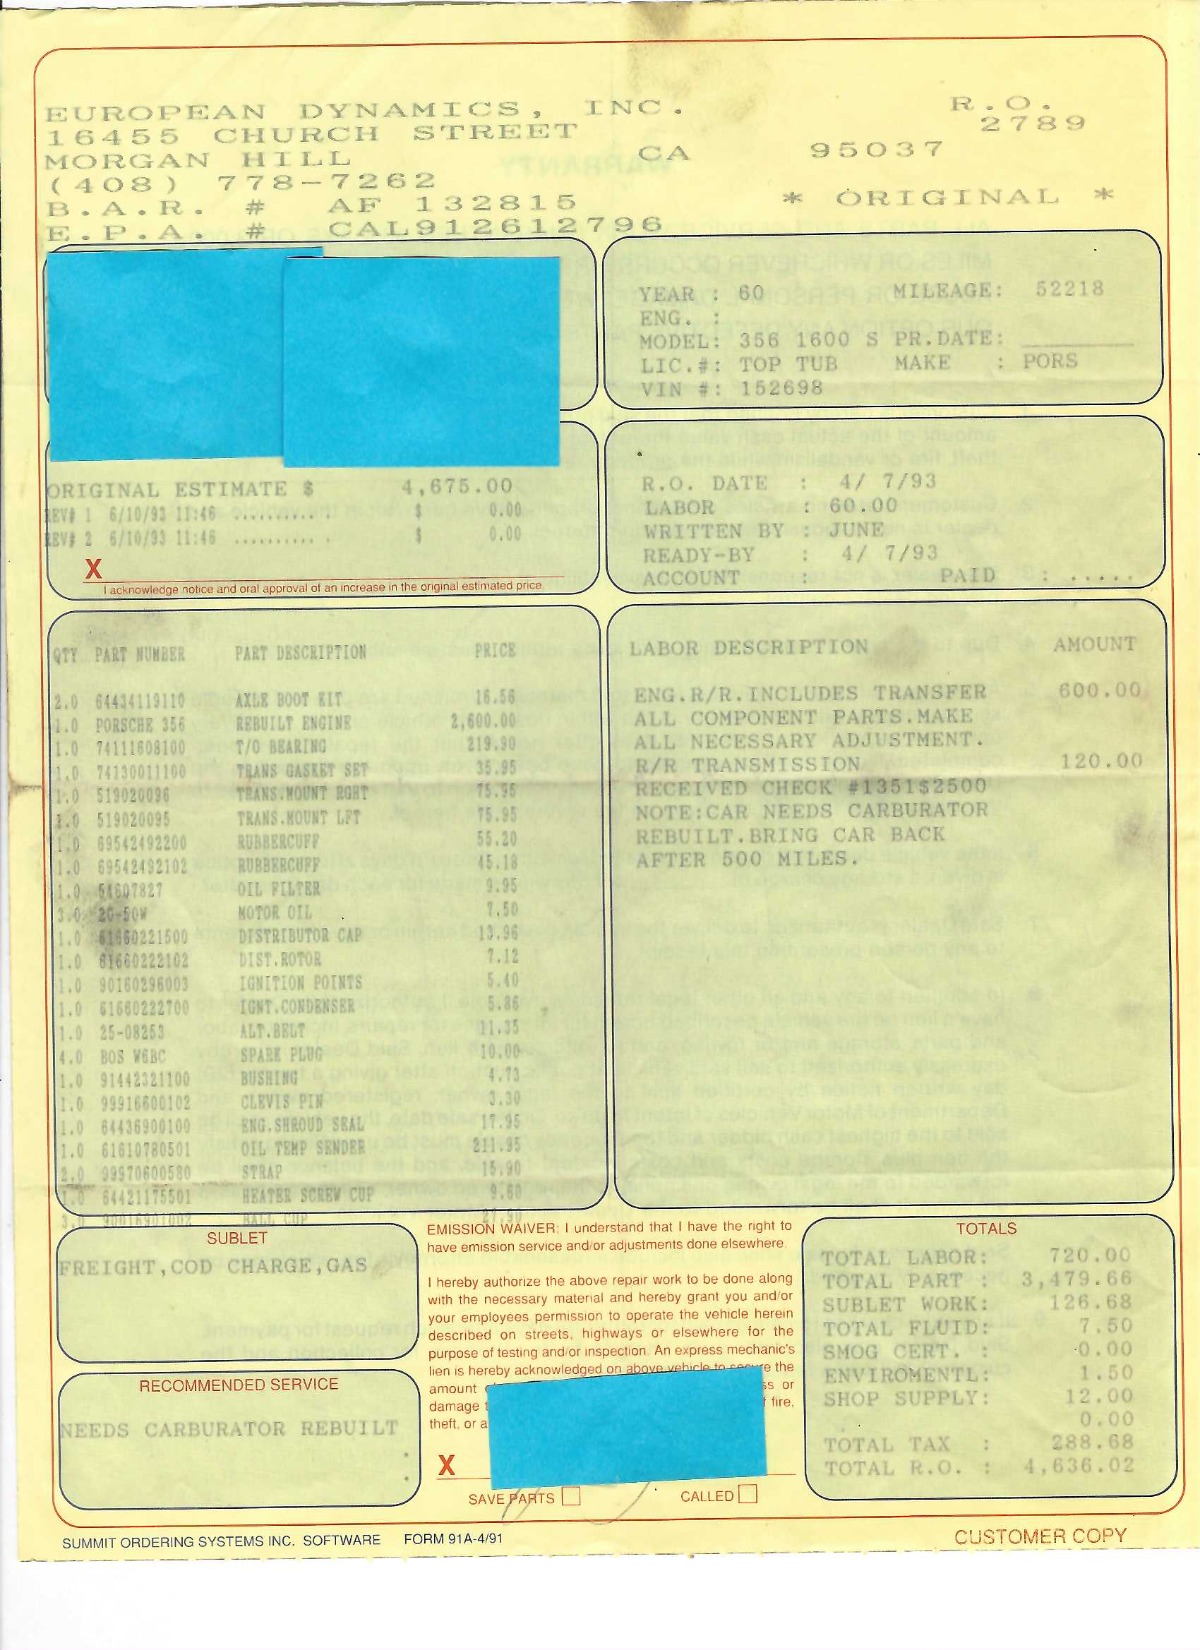 EUROPEAN DYNAMICS, INC. R.O.
16455 CHURCH STREET 2789
MORGAN HILL CA 95037
(408) 778-7262
B.A.R. # AF 132815 * ORIGINAL *
E.P.A. # CAL912612796
YEAR : 60 MILEAGE: 52218
ENG. :
MODEL: 356 1600 S PR.DATE:
LIC.#: TOP TUB MAKE : PORS
VIN #: 152698
ORIGINAL ESTIMATE $ 4,675.00
REV# 1 6/10/93 11:46 .......... $ 0.00
REV# 2 6/10/93 11:46 .......... $ 0.00
X
I acknowledge notice and oral approval of an increase in the original estimated price.
R.O. DATE : 4/ 7/93
LABOR : 60.00
WRITTEN BY : JUNE
READY-BY : 4/ 7/93
ACCOUNT : PAID : .....
QTY PART NUMBER PART DESCRIPTION PRICE
2.0 64434119110 AXLE BOOT KIT 16.56
1.0 PORSCHE 356 REBUILT ENGINE 2,600.00
1.0 74111608100 T/O BEARING 219.90
1.0 74130011100 TRANS GASKET SET 35.95
1.0 519020096 TRANS.MOUNT RGHT 75.95
1.0 519020095 TRANS.MOUNT LFT 75.95
1.0 69542492200 RUBBERCUFF 55.20
1.0 69542492102 RUBBERCUFF 45.18
1.0 54607827 OIL FILTER 9.95
3.0 20-50W MOTOR OIL 7.50
1.0 61660221500 DISTRIBUTOR CAP 13.96
1.0 61660222102 DIST.ROTOR 7.12
1.0 90160296003 IGNITION POINTS 5.40
1.0 61660222700 IGNT.CONDENSER 5.86
1.0 25-08253 ALT.BELT 11.35
4.0 BOS W6BC SPARK PLUG 10.00
1.0 91442321100 BUSHING 4.73
1.0 99916600102 CLEVIS PIN 3.30
1.0 64436900100 ENG.SHROUD SEAL 17.95
1.0 61610780501 OIL TEMP SENDER 211.95
2.0 99970600580 STRAP 15.90
1.0 64421175501 HEATER SCREW CUP 9.60
3.0 90016901002 BALL CUP 27.90
LABOR DESCRIPTION AMOUNT
ENG.R/R.INCLUDES TRANSFER 600.00
ALL COMPONENT PARTS.MAKE
ALL NECESSARY ADJUSTMENT.
R/R TRANSMISSION 120.00
RECEIVED CHECK #1351$2500
NOTE:CAR NEEDS CARBURATOR
REBUILT.BRING CAR BACK
AFTER 500 MILES.
SUBLET
FREIGHT,COD CHARGE,GAS
RECOMMENDED SERVICE
NEEDS CARBURATOR REBUILT
EMISSION WAIVER: I understand that I have the right to
have emission service and/or adjustments done elsewhere.
I hereby authorize the above repair work to be done along
with the necessary material and hereby grant you and/or
your employees permission to operate the vehicle herein
described on streets, highways or elsewhere for the
purpose of testing and/or inspection. An express mechanic's
lien is hereby acknowledged on above vehicle to secure the
amount or
damage fire,
theft, or
X
SAVE PARTS CALLED
TOTALS
TOTAL LABOR: 720.00
TOTAL PART : 3,479.66
SUBLET WORK: 126.68
TOTAL FLUID: 7.50
SMOG CERT. : 0.00
ENVIROMENTL: 1.50
SHOP SUPPLY: 12.00
0.00
TOTAL TAX : 288.68
TOTAL R.O. : 4,636.02
SUMMIT ORDERING SYSTEMS INC. SOFTWARE FORM 91A-4/91
CUSTOMER COPY